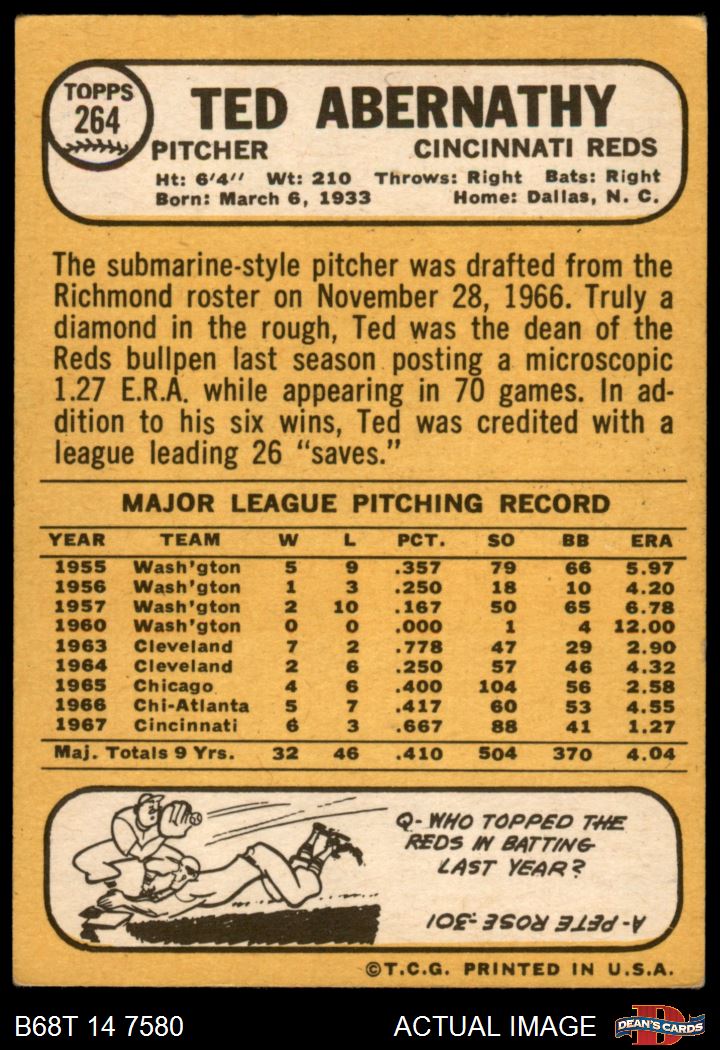 TOPPS
264
TED ABERNATHY
PITCHER CINCINNATI REDS
Ht: 6'4" Wt: 210 Throws: Right Bats: Right
Born: March 6, 1933 Home: Dallas, N. C.
The submarine-style pitcher was drafted from the
Richmond roster on November 28, 1966. Truly a
diamond in the rough, Ted was the dean of the
Reds bullpen last season posting a microscopic
1.27 E.R.A. while appearing in 70 games. In ad-
dition to his six wins, Ted was credited with a
league leading 26 “saves.”
MAJOR LEAGUE PITCHING RECORD
YEAR TEAM W L PCT. SO BB ERA
1955 Wash'gton 5 9 .357 79 66 5.97
1956 Wash'gton 1 3 .250 18 10 4.20
1957 Wash'gton 2 10 .167 50 65 6.78
1960 Wash'gton 0 0 .000 1 4 12.00
1963 Cleveland 7 2 .778 47 29 2.90
1964 Cleveland 2 6 .250 57 46 4.32
1965 Chicago 4 6 .400 104 56 2.58
1966 Chi-Atlanta 5 7 .417 60 53 4.55
1967 Cincinnati 6 3 .667 88 41 1.27
Maj. Totals 9 Yrs. 32 46 .410 504 370 4.04
Q-WHO TOPPED THE
REDS IN BATTING
LAST YEAR?
A-PETE ROSE-.301
©T.C.G. PRINTED IN U.S.A.
B68T 14 7580 ACTUAL IMAGE DEAN'S CARDS